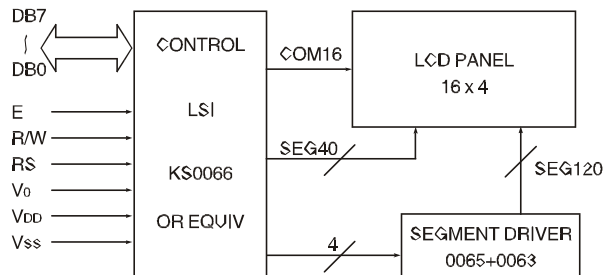 DB7
~
DB0
E
R/W
RS
V0
VDD
VSS
CONTROL
LSI
KS0066
OR EQUIV
COM16
SEG40
4
LCD PANEL
16 x 4
SEG120
SEGMENT DRIVER
0065+0063